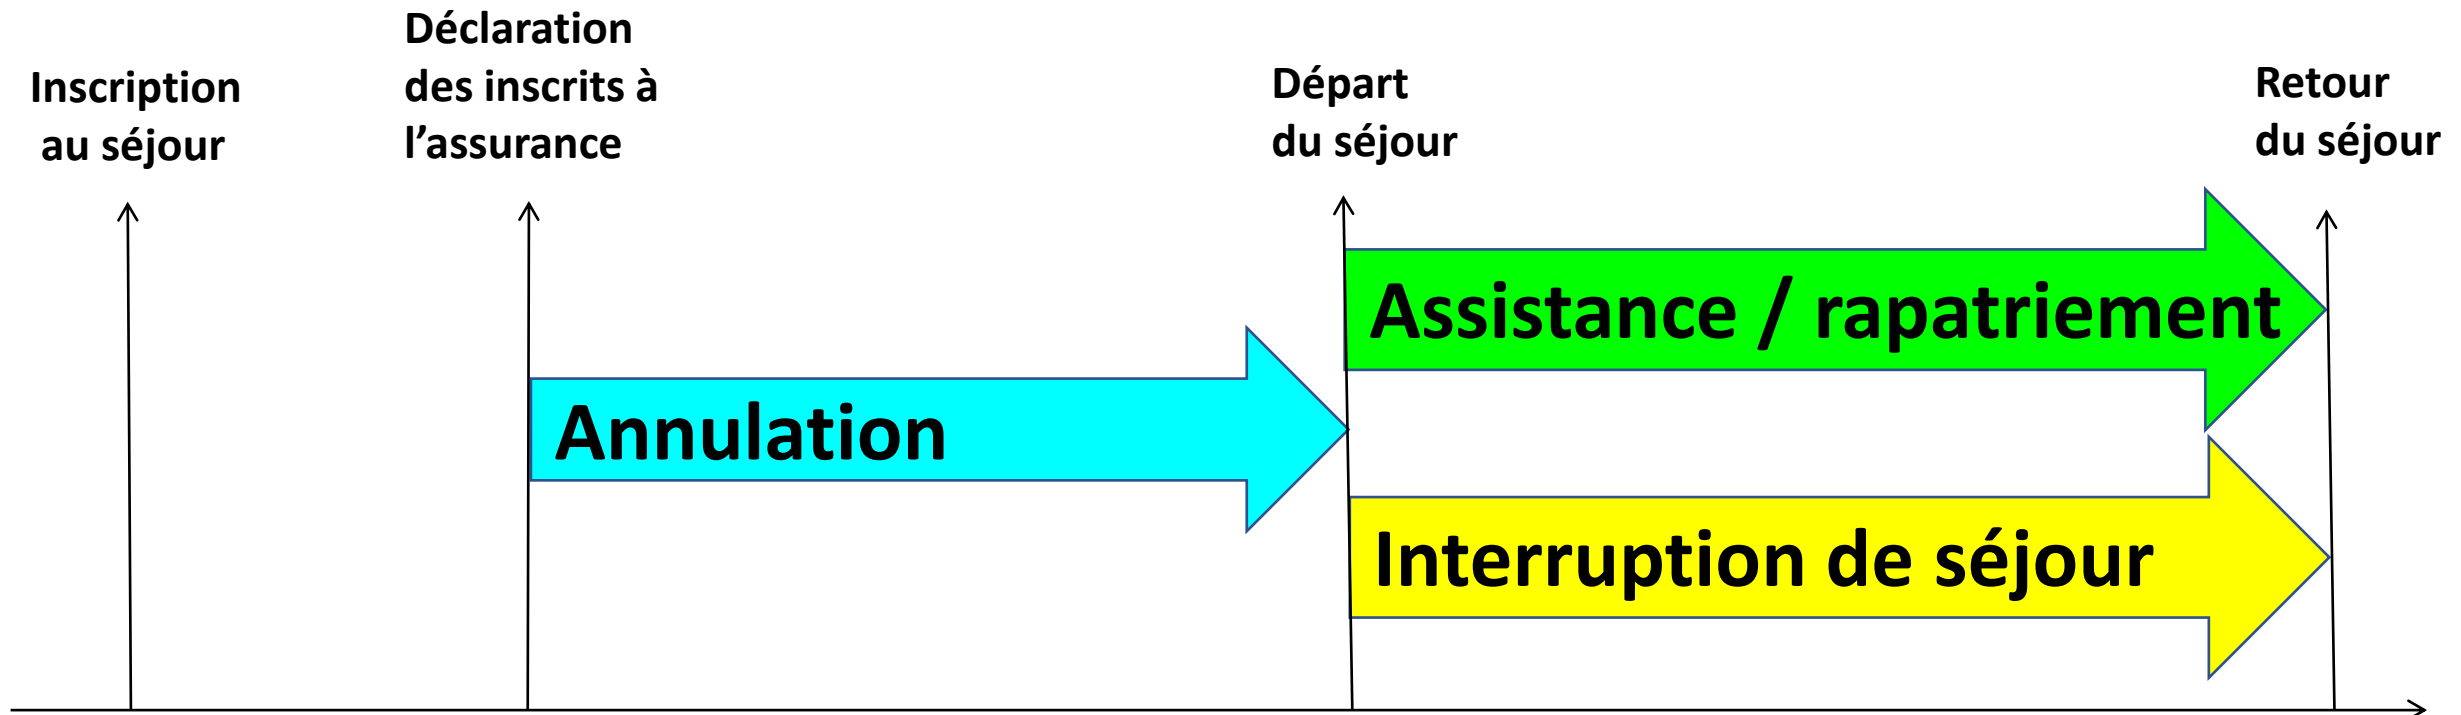 Inscription
au séjour
Déclaration
des inscrits à
l’assurance
Départ
du séjour
Retour
du séjour
Assistance / rapatriement
Annulation
Interruption de séjour